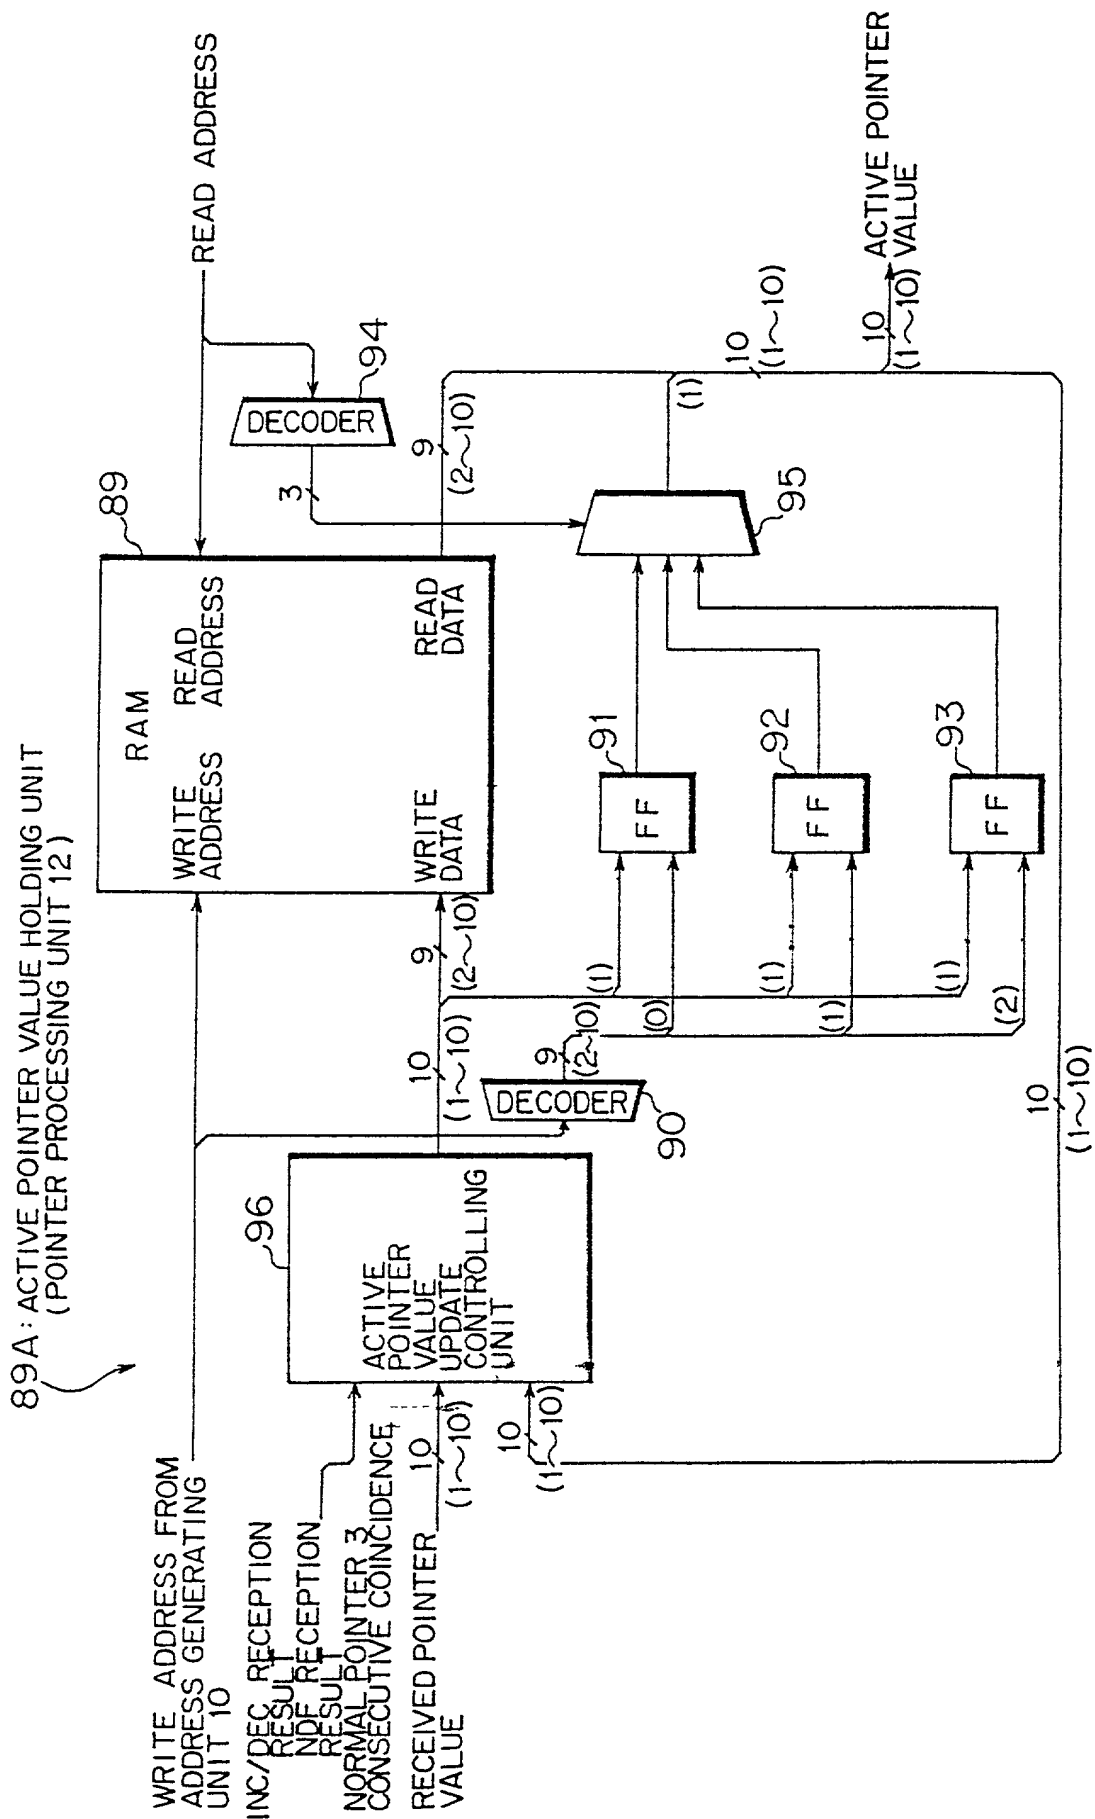 89A: ACTIVE POINTER VALUE HOLDING UNIT
(POINTER PROCESSING UNIT 12)
WRITE ADDRESS FROM
ADDRESS GENERATING
UNIT 10
INC/DEC RECEPTION
RESULT
NDF RECEPTION
RESULT
NORMAL POINTER 3
CONSECUTIVE COINCIDENCE
RECEIVED POINTER
VALUE
10
(1~10)
10
(1~10)
96
ACTIVE
POINTER
VALUE
UPDATE
CONTROLLING
UNIT
10
(1~10)
DECODER
90
9
(2~10)
9
(2~10)
(1)
(0)
(1)
(1)
(1)
(2)
89
RAM
WRITE
ADDRESS
READ
ADDRESS
WRITE
DATA
READ
DATA
FF
91
FF
92
FF
93
READ ADDRESS
DECODER
94
3
9
(2~10)
95
(1)
10
(1~10)
10
(1~10)
ACTIVE POINTER
VALUE
10
(1~10)